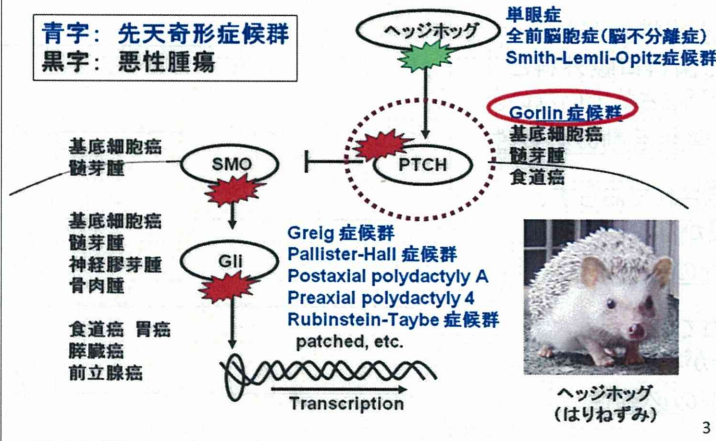 青字： 先天奇形症候群
黒字： 悪性腫瘍
ヘッジホッグ
単眼症
全前脳胞症(脳不分離症)
Smith-Lemli-Opitz症候群
Gorlin 症候群
基底細胞癌
髄芽腫
食道癌
PTCH
基底細胞癌
髄芽腫
SMO
基底細胞癌
髄芽腫
神経膠芽腫
骨肉腫
Gli
Greig 症候群
Pallister-Hall 症候群
Postaxial polydactyly A
Preaxial polydactyly 4
Rubinstein-Taybe 症候群
patched, etc.
食道癌 胃癌
膵臓癌
前立腺癌
Transcription
ヘッジホッグ
(はりねずみ)
3